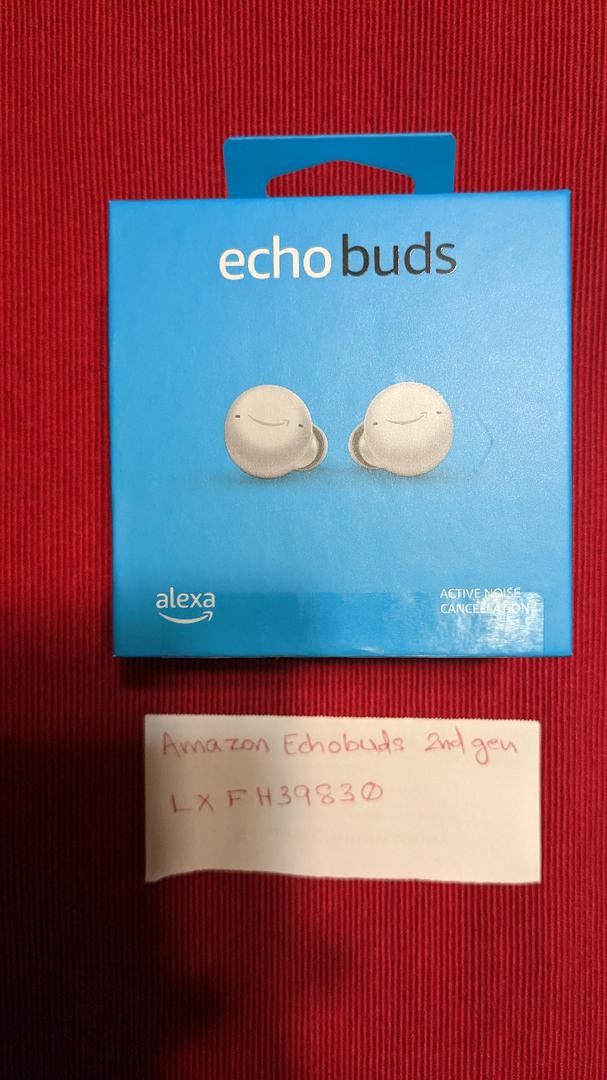 echo buds
alexa
ACTIVE NOISE
CANCELLATION
Amazon Echobuds 2nd gen
LXFH39830